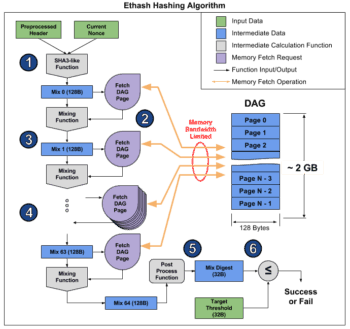 Ethash Hashing Algorithm
Preprocessed
Header
Current
Nonce
Input Data
Intermediate Data
Intermediate Calculation Function
Memory Fetch Request
Function Input/Output
Memory Fetch Operation
1
SHA3-like
Function
Mix 0 (128B)
Fetch
DAG
Page
2
Mixing
Function
3
Mix 1 (128B)
Fetch
DAG
Page
Mixing
Function
4
Fetch
DAG
Page
Mix 63 (128B)
Fetch
DAG
Page
Mixing
Function
Mix 64 (128B)
Memory
Bandwidth
Limited
DAG
Page 0
Page 1
Page 2
Page N - 3
Page N - 2
Page N - 1
~ 2 GB
128 Bytes
5
Post
Process
Function
Mix Digest
(32B)
6
≤
Success
or Fail
Target
Threshold
(32B)